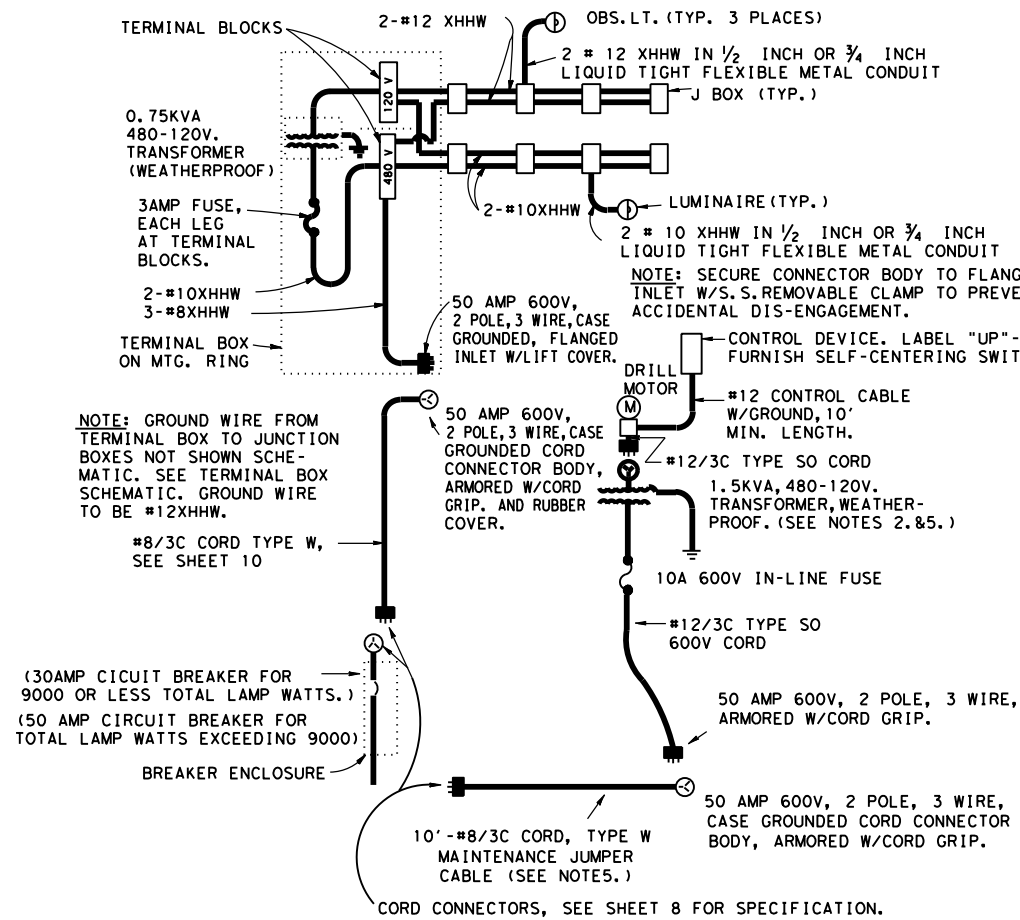 TERMINAL BLOCKS
2-#12 XHHW
OBS.LT. (TYP. 3 PLACES)
2 # 12 XHHW IN ½ INCH OR ¾ INCH
LIQUID TIGHT FLEXIBLE METAL CONDUIT
J BOX (TYP.)
120 V
0.75KVA
480-120V.
TRANSFORMER
(WEATHERPROOF)
480 V
3AMP FUSE,
EACH LEG
AT TERMINAL
BLOCKS.
2-#10XHHW
LUMINAIRE(TYP.)
2 # 10 XHHW IN ½ INCH OR ¾ INCH
LIQUID TIGHT FLEXIBLE METAL CONDUIT
NOTE: SECURE CONNECTOR BODY TO FLANG
INLET W/S.S.REMOVABLE CLAMP TO PREVE
ACCIDENTAL DIS-ENGAGEMENT.
2-#10XHHW
3-#8XHHW
TERMINAL BOX
ON MTG. RING
50 AMP 600V,
2 POLE,3 WIRE,CASE
GROUNDED, FLANGED
INLET W/LIFT COVER.
CONTROL DEVICE. LABEL "UP"-
FURNISH SELF-CENTERING SWIT
DRILL
MOTOR
M
#12 CONTROL CABLE
W/GROUND,10'
MIN. LENGTH.
NOTE: GROUND WIRE FROM
TERMINAL BOX TO JUNCTION
BOXES NOT SHOWN SCHE-
MATIC. SEE TERMINAL BOX
SCHEMATIC. GROUND WIRE
TO BE #12XHHW.
50 AMP 600V,
2 POLE,3 WIRE,CASE
GROUNDED CORD
CONNECTOR BODY,
ARMORED W/CORD
GRIP. AND RUBBER
COVER.
#12/3C TYPE SO CORD
1.5KVA,480-120V.
TRANSFORMER,WEATHER-
PROOF.(SEE NOTES 2.&5.)
#8/3C CORD TYPE W,
SEE SHEET 10
10A 600V IN-LINE FUSE
#12/3C TYPE SO
600V CORD
(30AMP CICUIT BREAKER FOR
9000 OR LESS TOTAL LAMP WATTS.)
(50 AMP CIRCUIT BREAKER FOR
TOTAL LAMP WATTS EXCEEDING 9000)
BREAKER ENCLOSURE
50 AMP 600V, 2 POLE, 3 WIRE,
ARMORED W/CORD GRIP.
10'-#8/3C CORD, TYPE W
MAINTENANCE JUMPER
CABLE (SEE NOTE5.)
50 AMP 600V, 2 POLE, 3 WIRE,
CASE GROUNDED CORD CONNECTOR
BODY, ARMORED W/CORD GRIP.
CORD CONNECTORS, SEE SHEET 8 FOR SPECIFICATION.